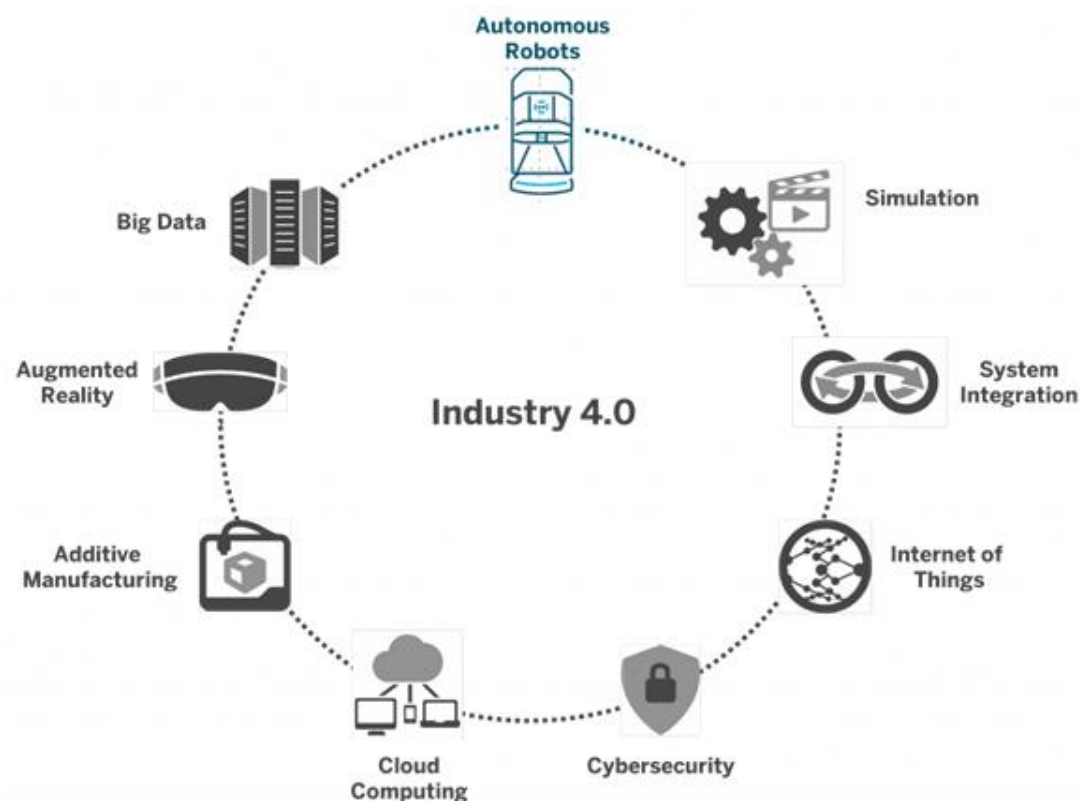 Autonomous
Robots
Simulation
Big Data
System
Integration
Augmented
Reality
Industry 4.0
Internet of
Things
Additive
Manufacturing
Cybersecurity
Cloud
Computing